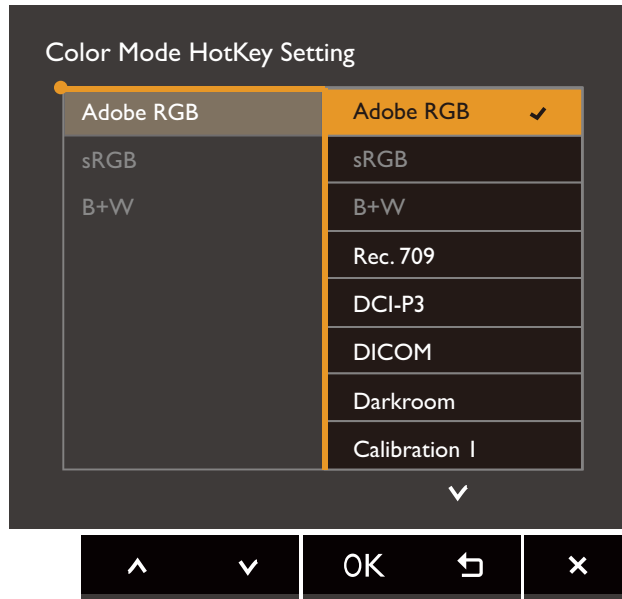 Color Mode HotKey Setting
Adobe RGB
sRGB
B+W
Adobe RGB
sRGB
B+W
Rec. 709
DCI-P3
DICOM
Darkroom
Calibration 1
OK